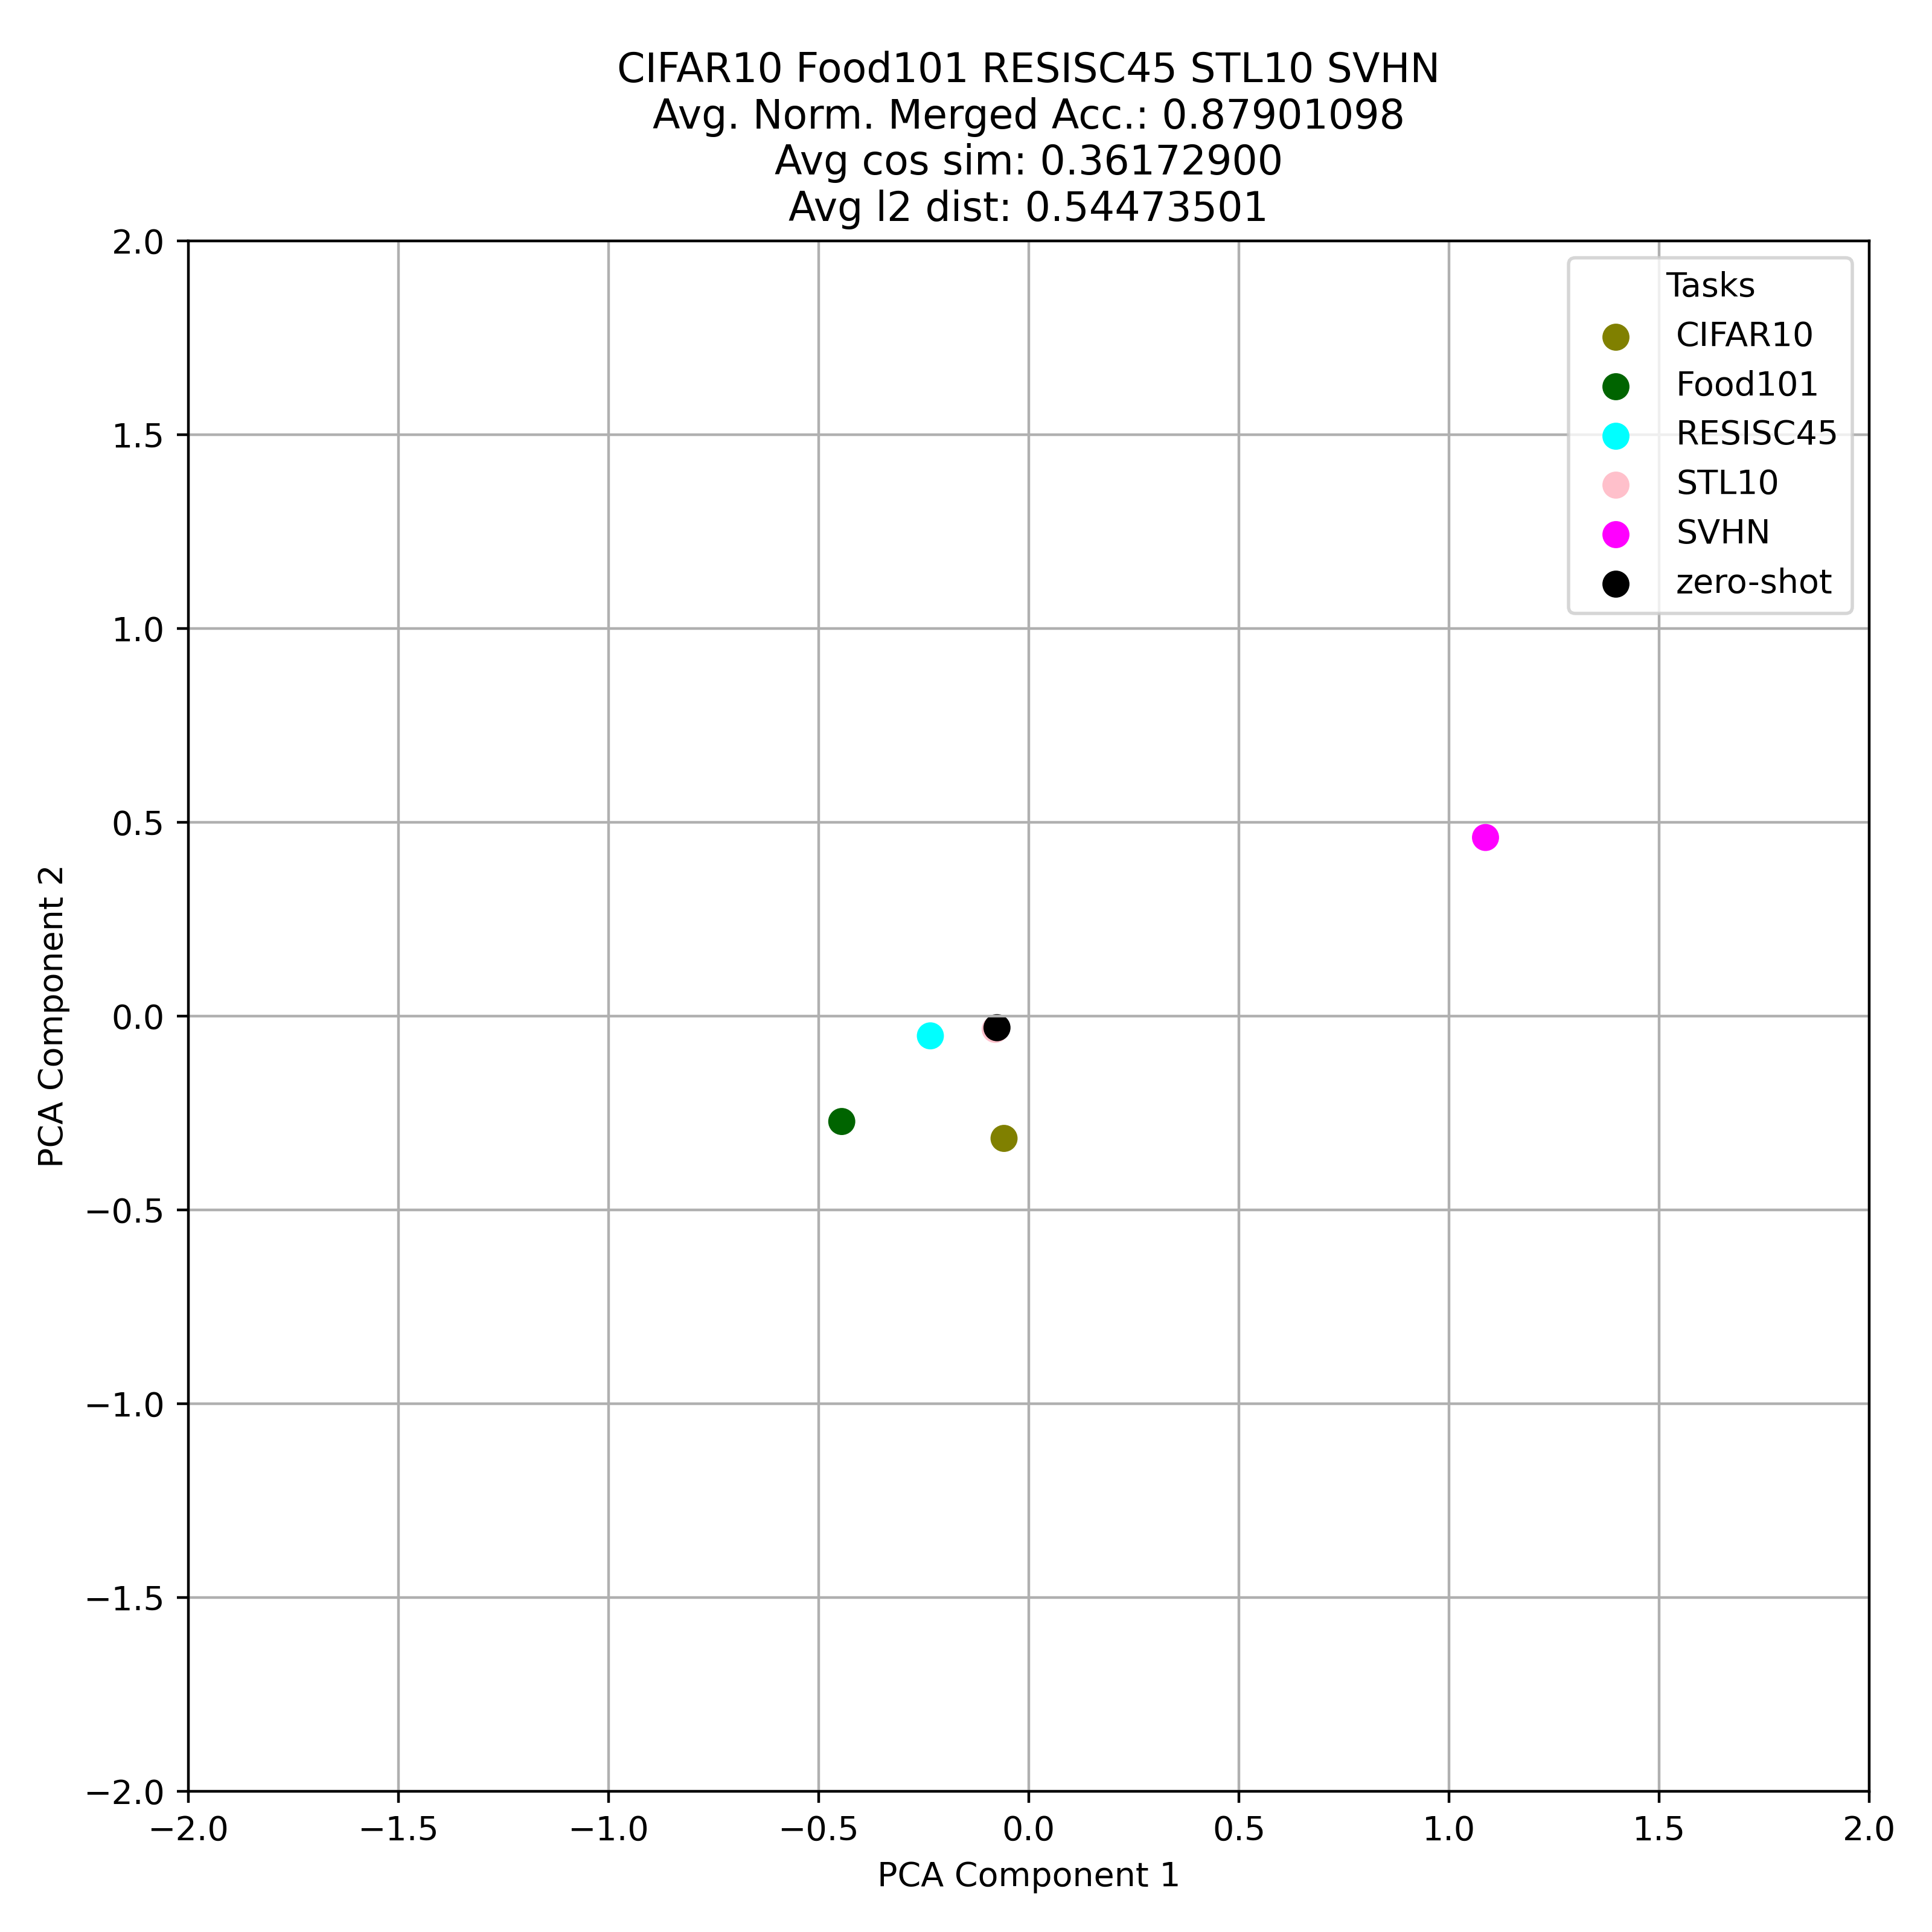 CIFAR10 Food101 RESISC45 STL10 SVHN
Avg. Norm. Merged Acc.: 0.87901098
Avg cos sim: 0.36172900
Avg l2 dist: 0.54473501
Tasks
CIFAR10
Food101
RESISC45
STL10
SVHN
zero-shot
PCA Component 2
2.0
1.5
1.0
0.5
0.0
−0.5
−1.0
−1.5
−2.0
−2.0 −1.5 −1.0 −0.5 0.0 0.5 1.0 1.5 2.0
PCA Component 1